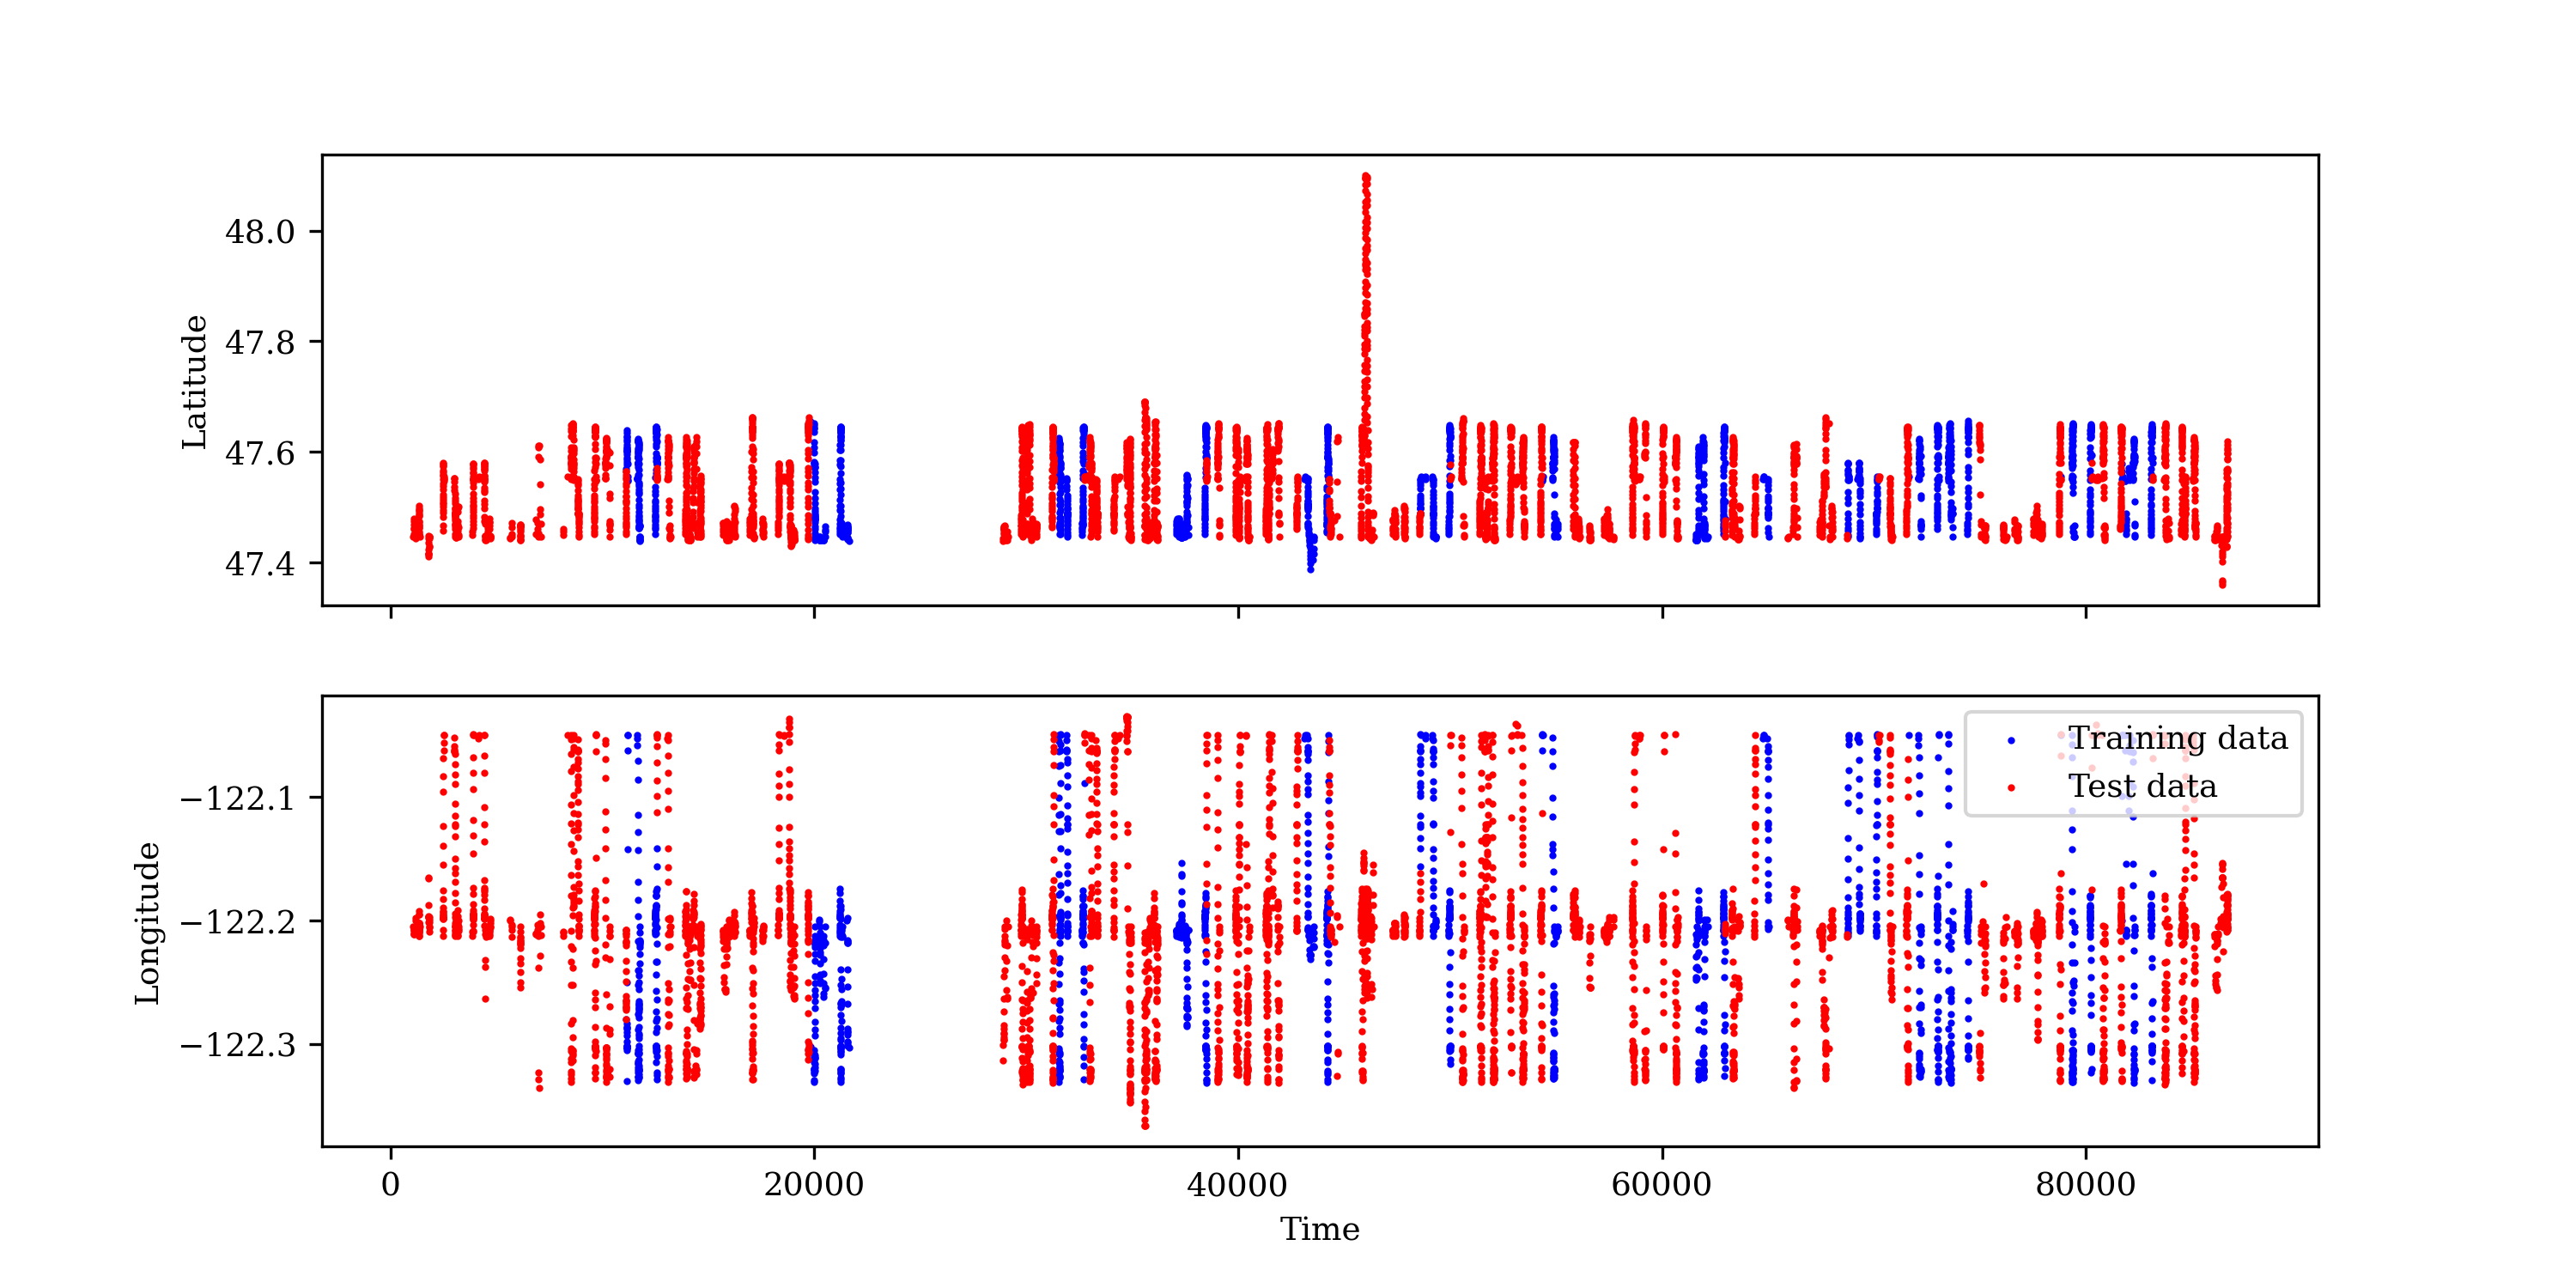 48.0
47.8
47.6
47.4
Latitude
Training data
Test data
−122.1
−122.2
−122.3
Longitude
0 20000 40000 60000 80000
Time